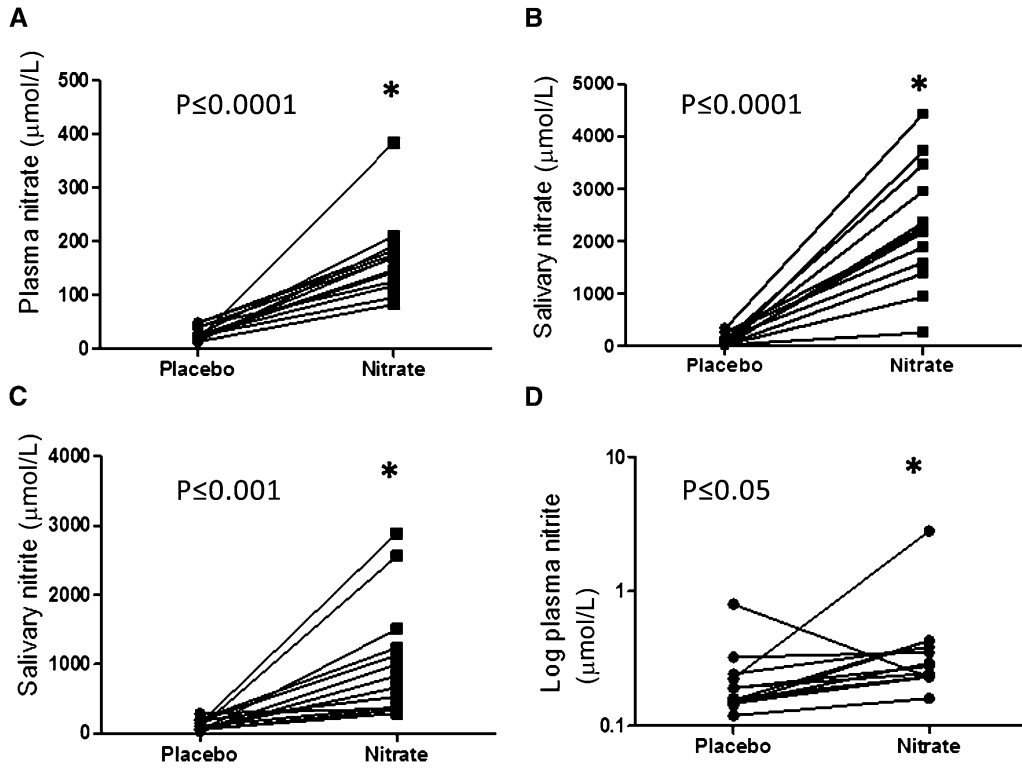 A
Plasma nitrate (μmol/L)
500
400
300
200
100
0
P≤0.0001
*
Placebo
Nitrate
B
Salivary nitrate (μmol/L)
5000
4000
3000
2000
1000
0
P≤0.0001
*
Placebo
Nitrate
C
Salivary nitrite (μmol/L)
4000
3000
2000
1000
0
P≤0.001
*
Placebo
Nitrate
D
Log plasma nitrite
(μmol/L)
10
1
0.1
P≤0.05
*
Placebo
Nitrate